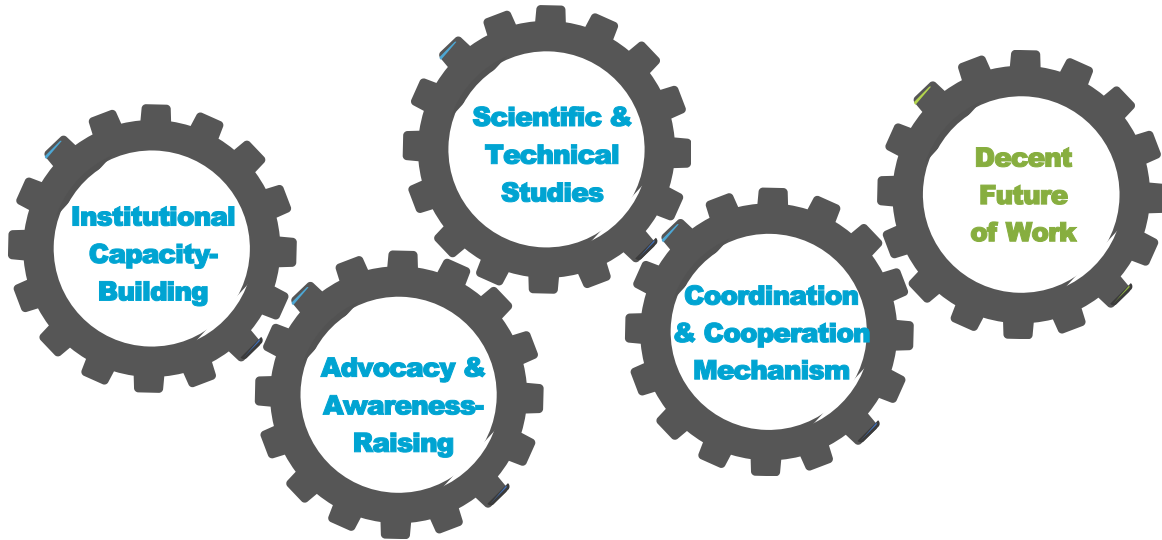 Institutional
Capacity-
Building
Advocacy &
Awareness-
Raising
Scientific &
Technical
Studies
Coordination
& Cooperation
Mechanism
Decent
Future
of Work